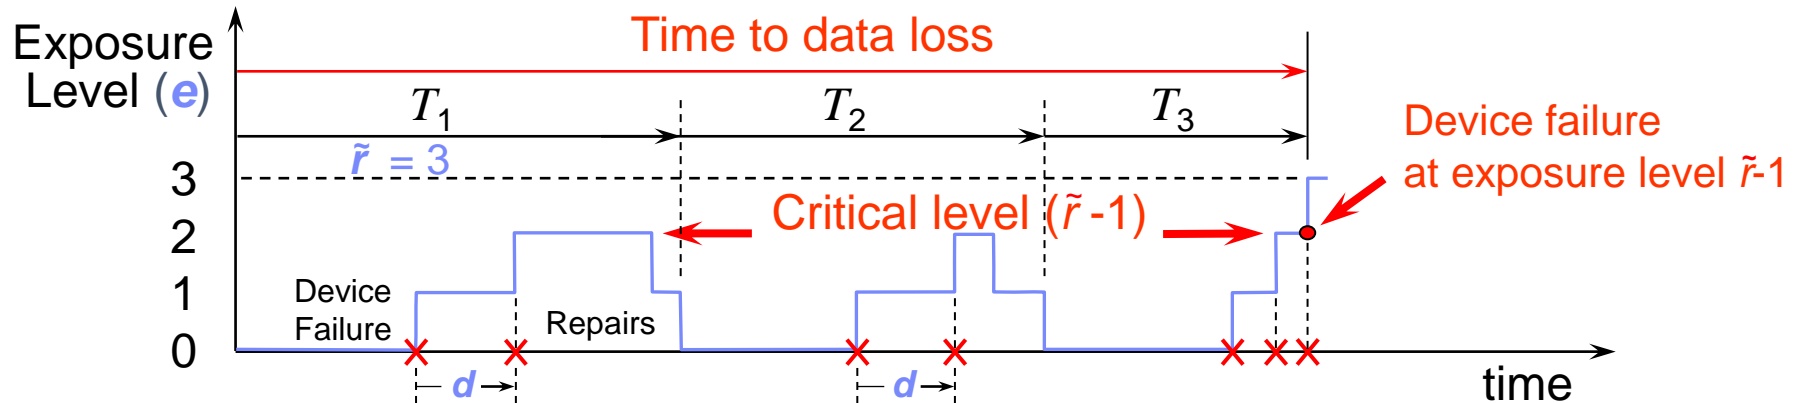 Time to data loss
Exposure
Level (e)
T1
T2
T3
Device failure
at exposure level r̃-1
r̃ = 3
3
Critical level (r̃ -1)
2
1
Device
Failure
Repairs
0
d
d
time